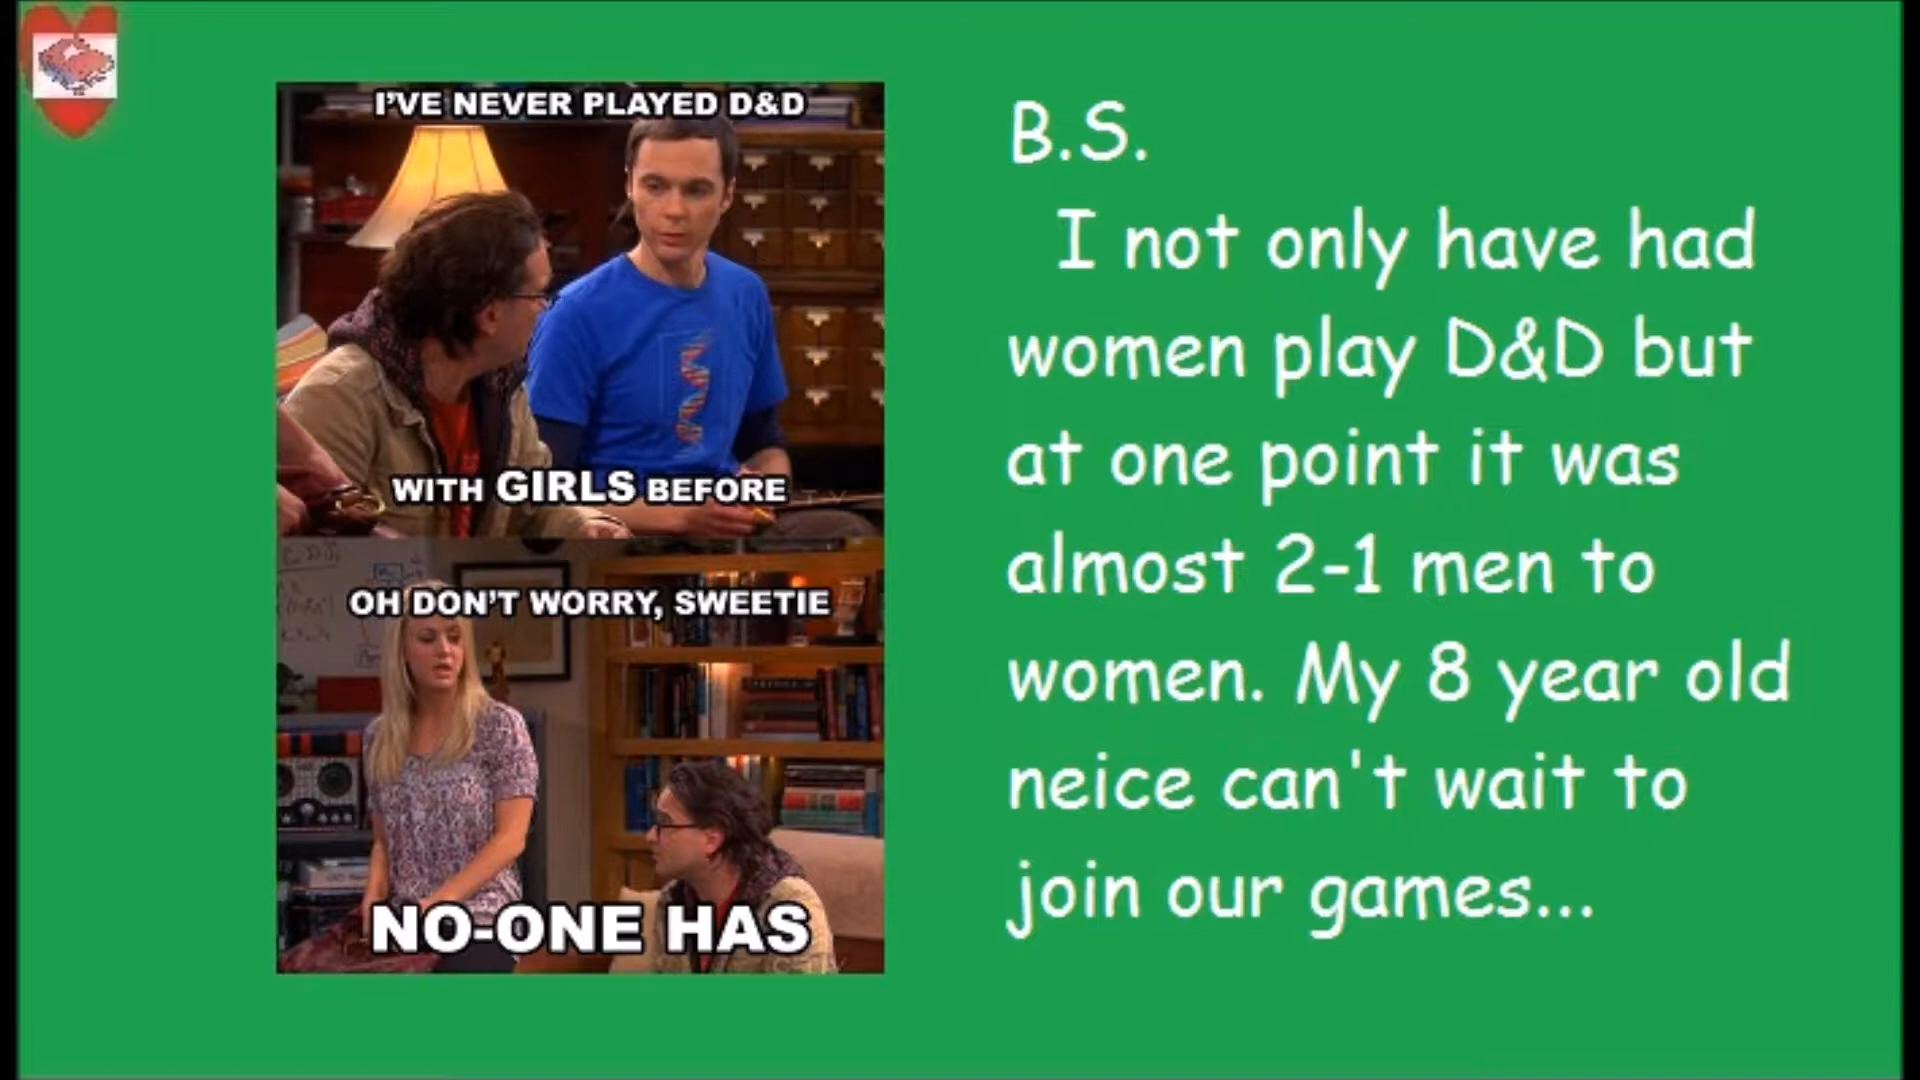 I'VE NEVER PLAYED D&D
WITH GIRLS BEFORE
OH DON'T WORRY, SWEETIE
NO-ONE HAS
B.S.
I not only have had
women play D&D but
at one point it was
almost 2-1 men to
women. My 8 year old
neice can't wait to
join our games...